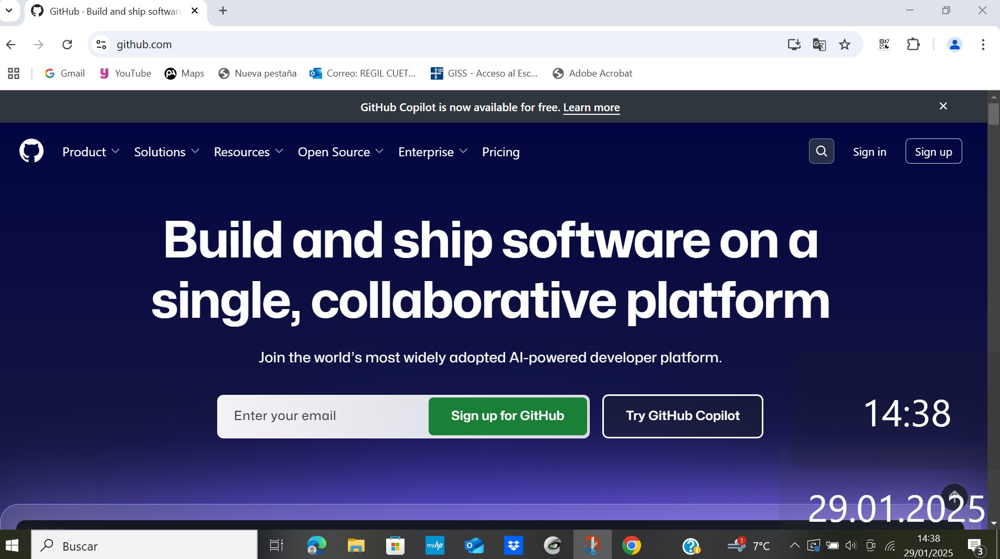 GitHub · Build and ship software
github.com
Gmail
YouTube
Maps
Nueva pestaña
Correo: REGIL CUET...
GISS - Acceso al Esc...
Adobe Acrobat
GitHub Copilot is now available for free. Learn more
Product
Solutions
Resources
Open Source
Enterprise
Pricing
Sign in
Sign up
Build and ship software on a
single, collaborative platform
Join the world’s most widely adopted AI-powered developer platform.
Enter your email
Sign up for GitHub
Try GitHub Copilot
14:38
29.01.2025
Buscar
myhp
1
7°C
14:38
29/01/2025
3